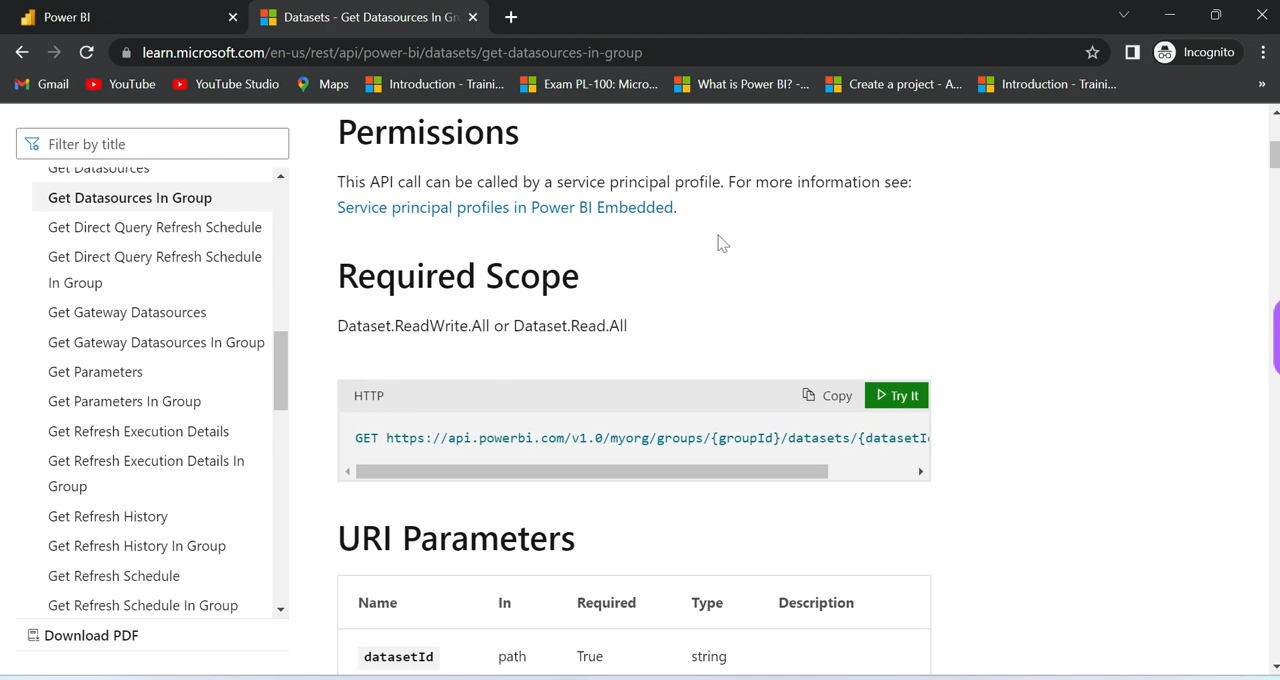 Power BI
Datasets - Get Datasources In Gr
learn.microsoft.com/en-us/rest/api/power-bi/datasets/get-datasources-in-group
Incognito
Gmail
YouTube
YouTube Studio
Maps
Introduction - Traini...
Exam PL-100: Micro...
What is Power BI? -...
Create a project - A...
Introduction - Traini...
»
Filter by title
Get Datasources
Get Datasources In Group
Get Direct Query Refresh Schedule
Get Direct Query Refresh Schedule
In Group
Get Gateway Datasources
Get Gateway Datasources In Group
Get Parameters
Get Parameters In Group
Get Refresh Execution Details
Get Refresh Execution Details In
Group
Get Refresh History
Get Refresh History In Group
Get Refresh Schedule
Get Refresh Schedule In Group
Download PDF
Permissions
This API call can be called by a service principal profile. For more information see:
Service principal profiles in Power BI Embedded.
Required Scope
Dataset.ReadWrite.All or Dataset.Read.All
HTTP
Copy
Try It
GET https://api.powerbi.com/v1.0/myorg/groups/{groupId}/datasets/{datasetId
URI Parameters
Name In Required Type Description
datasetId path True string